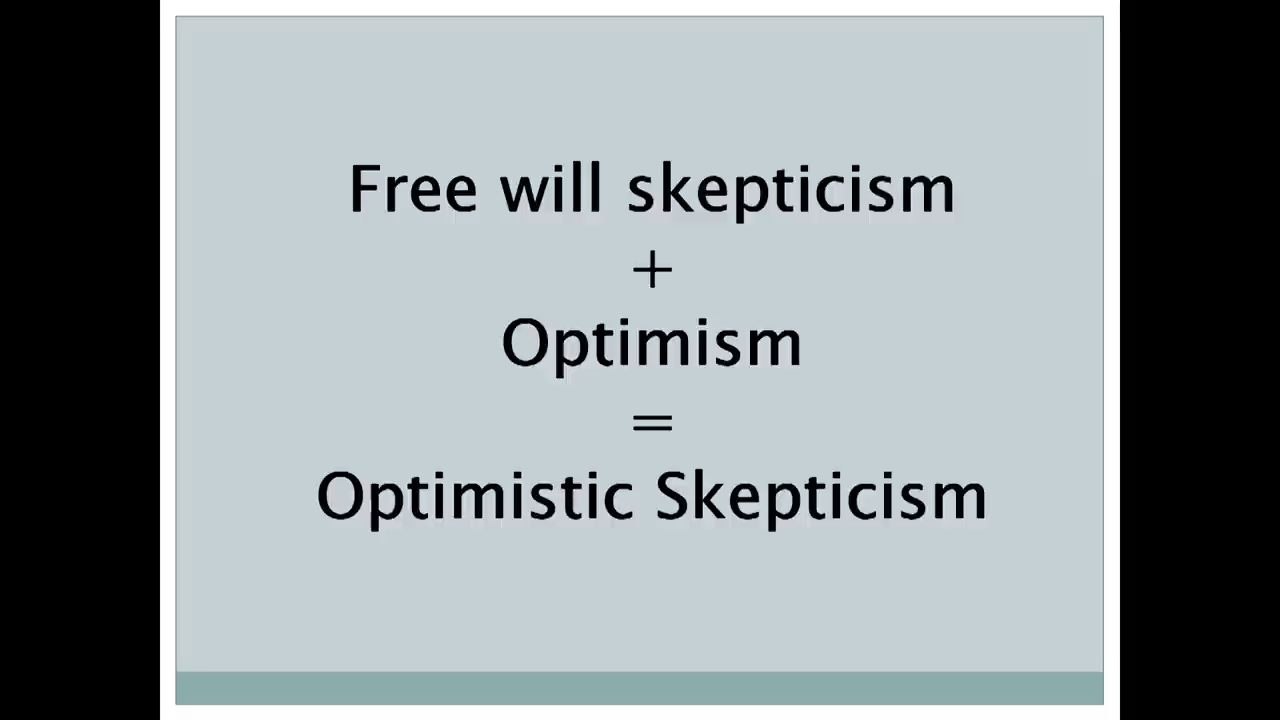 Free will skepticism
+
Optimism
=
Optimistic Skepticism